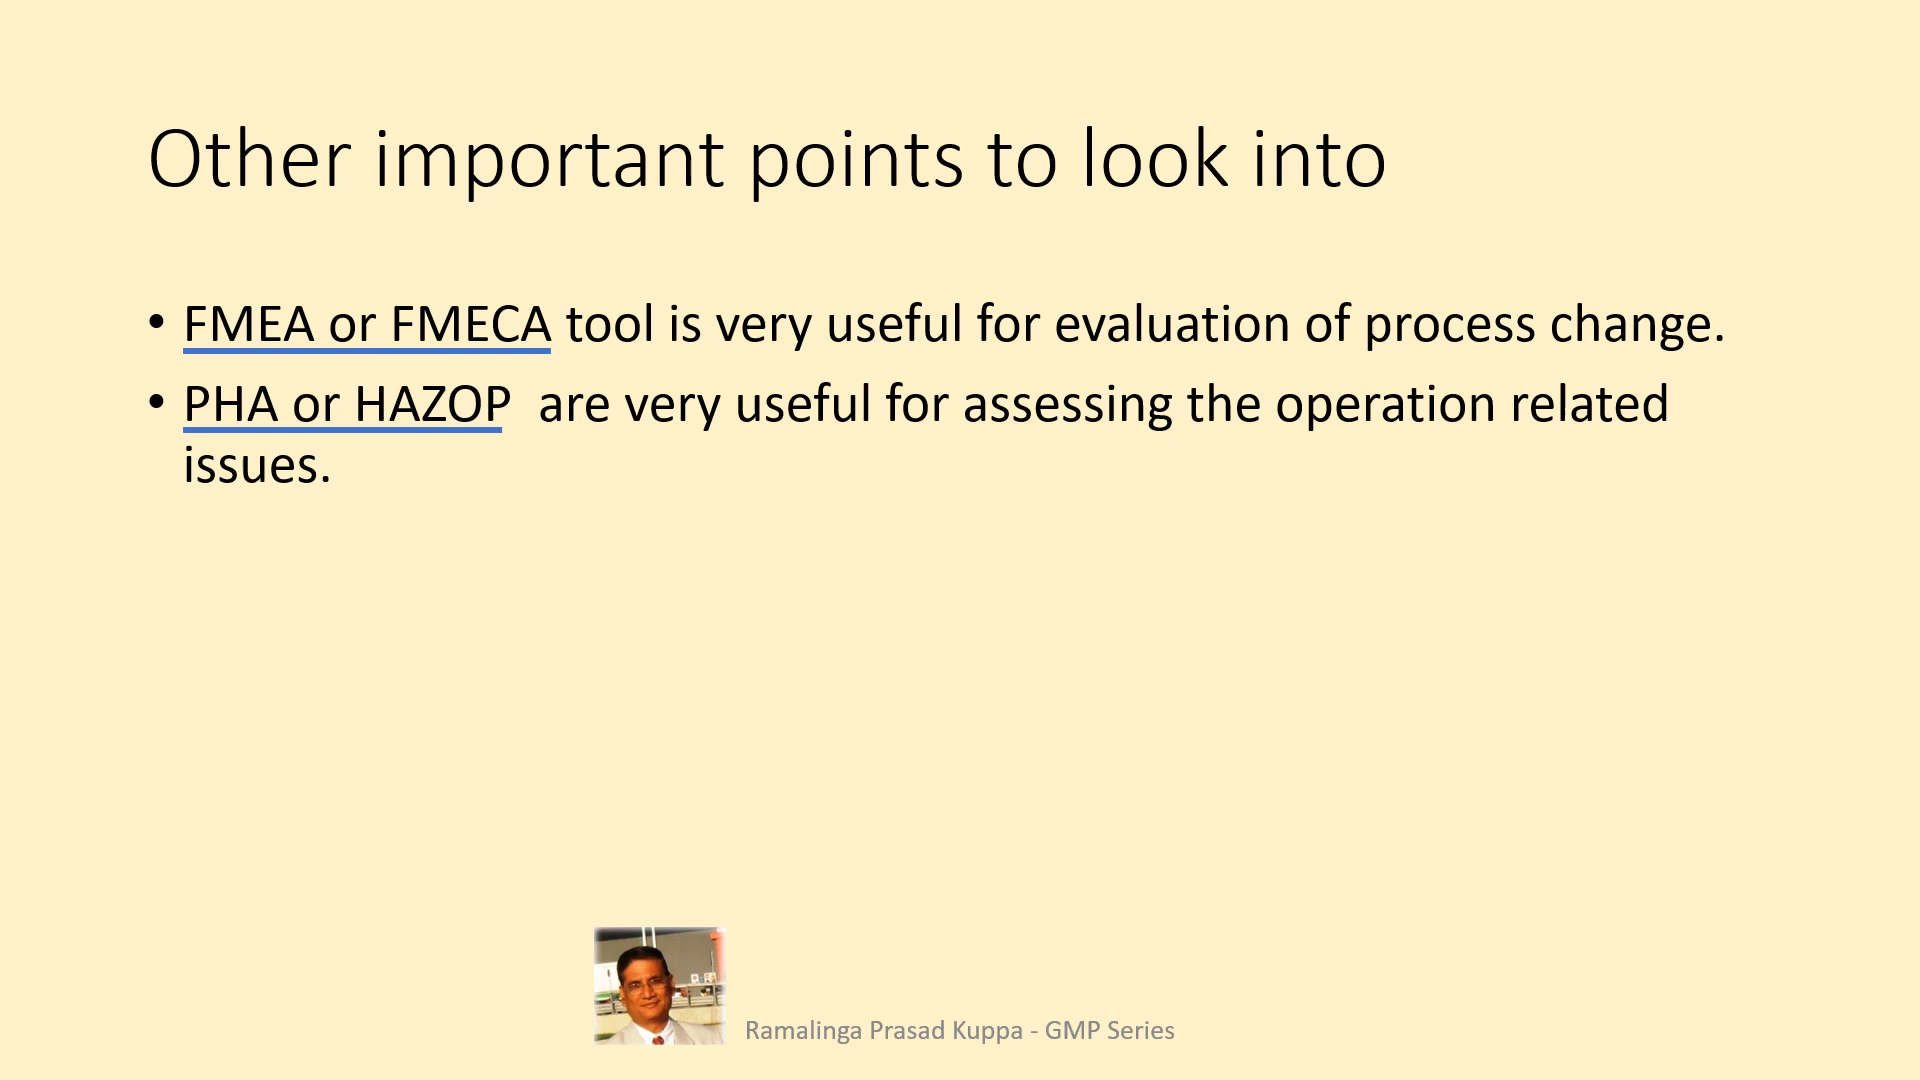 Other important points to look into
• FMEA or FMECA tool is very useful for evaluation of process change.
• PHA or HAZOP  are very useful for assessing the operation related
issues.
Ramalinga Prasad Kuppa - GMP Series